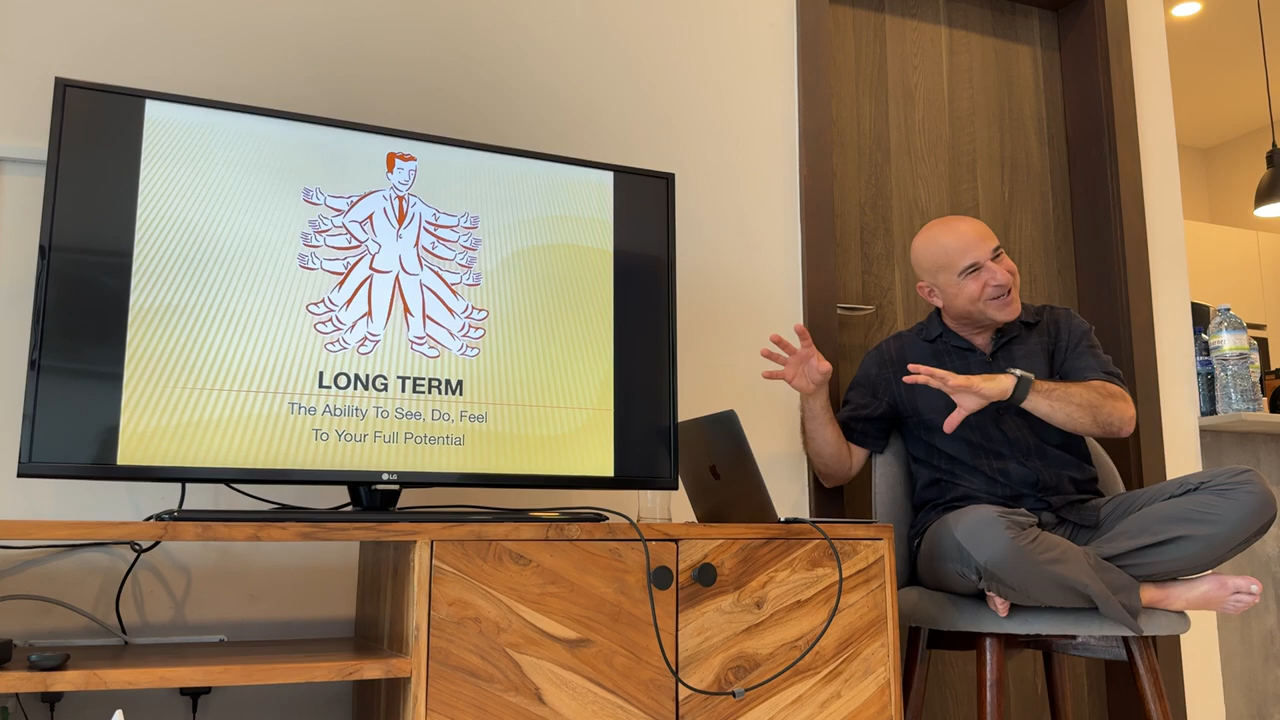 LONG TERM
The Ability To See, Do, Feel
To Your Full Potential
LG